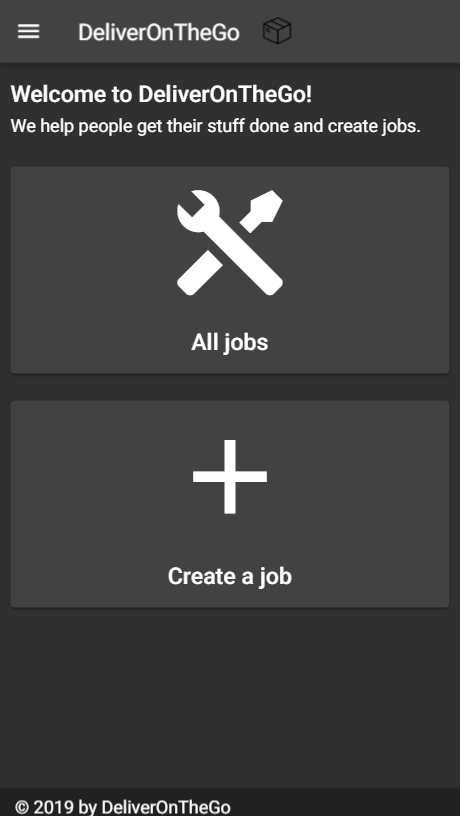 DeliverOnTheGo
Welcome to DeliverOnTheGo!
We help people get their stuff done and create jobs.
All jobs
Create a job
© 2019 by DeliverOnTheGo